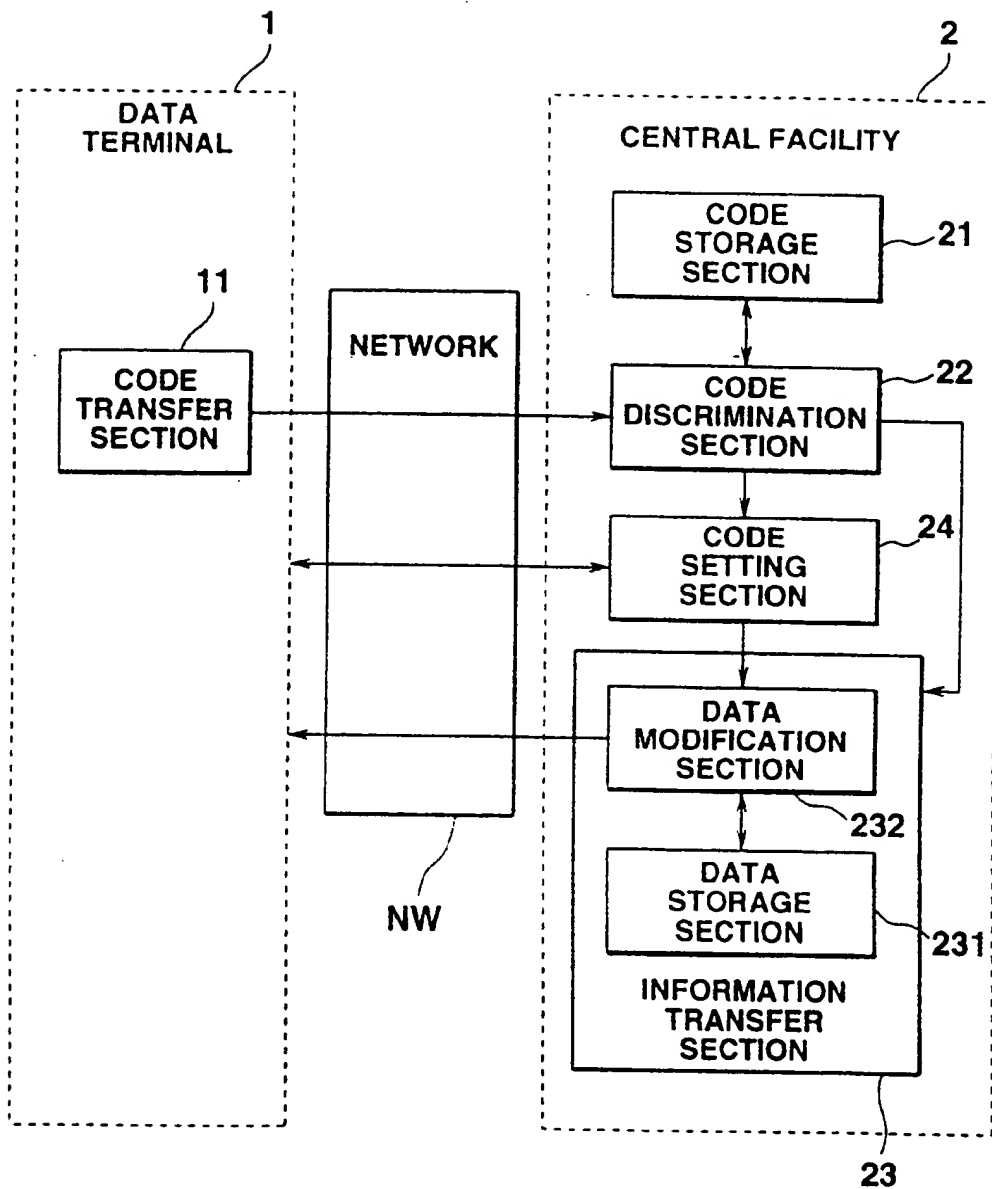 1
DATA
TERMINAL
11
CODE
TRANSFER
SECTION
NETWORK
NW
2
CENTRAL FACILITY
CODE
STORAGE
SECTION
21
CODE
DISCRIMINATION
SECTION
22
CODE
SETTING
SECTION
24
DATA
MODIFICATION
SECTION
232
DATA
STORAGE
SECTION
231
INFORMATION
TRANSFER
SECTION
23